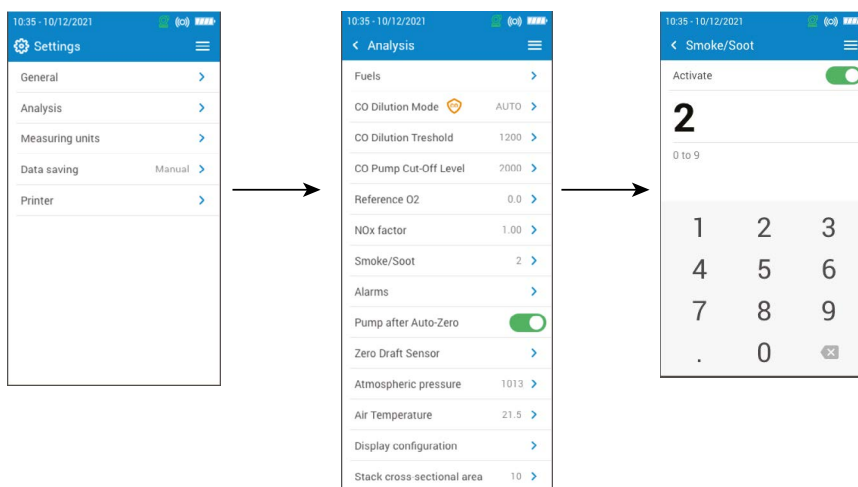 10:35 - 10/12/2021
Settings
General
Analysis
Measuring units
Data saving Manual
Printer
10:35 - 10/12/2021
Analysis
Fuels
CO Dilution Mode AUTO
CO Dilution Treshold 1200
CO Pump Cut-Off Level 2000
Reference O2 0.0
NOx factor 1.00
Smoke/Soot 2
Alarms
Pump after Auto-Zero
Zero Draft Sensor
Atmospheric pressure 1013
Air Temperature 21.5
Display configuration
Stack cross-sectional area 10
10:35 - 10/12/2021
Smoke/Soot
Activate
2
0 to 9
1 2 3
4 5 6
7 8 9
. 0